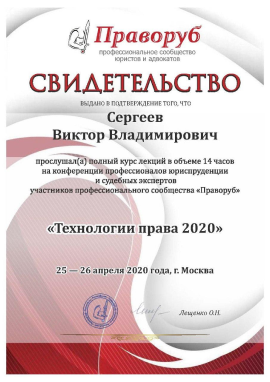 Праворуб
профессиональное сообщество
юристов и адвокатов
СВИДЕТЕЛЬСТВО
ВЫДАНО В ПОДТВЕРЖДЕНИЕ ТОГО, ЧТО
Сергеев
Виктор Владимирович
прослушал(а) полный курс лекций в объеме 14 часов
на конференции профессионалов юриспруденции
и судебных экспертов
участников профессионального сообщества «Праворуб»
«Технологии права 2020»
25 — 26 апреля 2020 года, г. Москва
Лещенко О.Н.